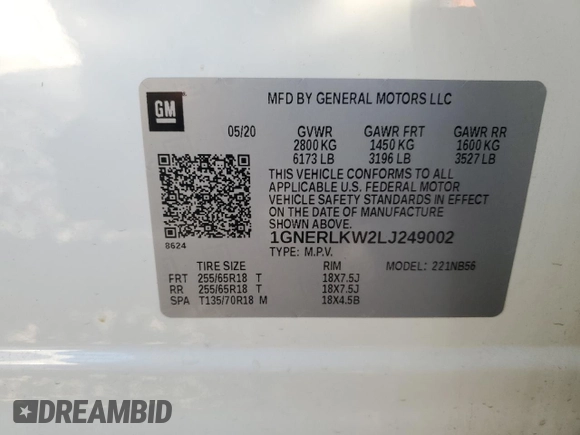 GM
MFD BY GENERAL MOTORS LLC
05/20 GVWR GAWR FRT GAWR RR
2800 KG 1450 KG 1600 KG
6173 LB 3196 LB 3527 LB
THIS VEHICLE CONFORMS TO ALL
APPLICABLE U.S. FEDERAL MOTOR
VEHICLE SAFETY STANDARDS IN EFFECT
ON THE DATE OF MANUFACTURE
SHOWN ABOVE.
8624 1GNERLKW2LJ249002
TYPE: M.P.V. MODEL: 221NB56
TIRE SIZE RIM
FRT 255/65R18 T 18X7.5J
RR 255/65R18 T 18X7.5J
SPA T135/70R18 M 18X4.5B
DREAMBID